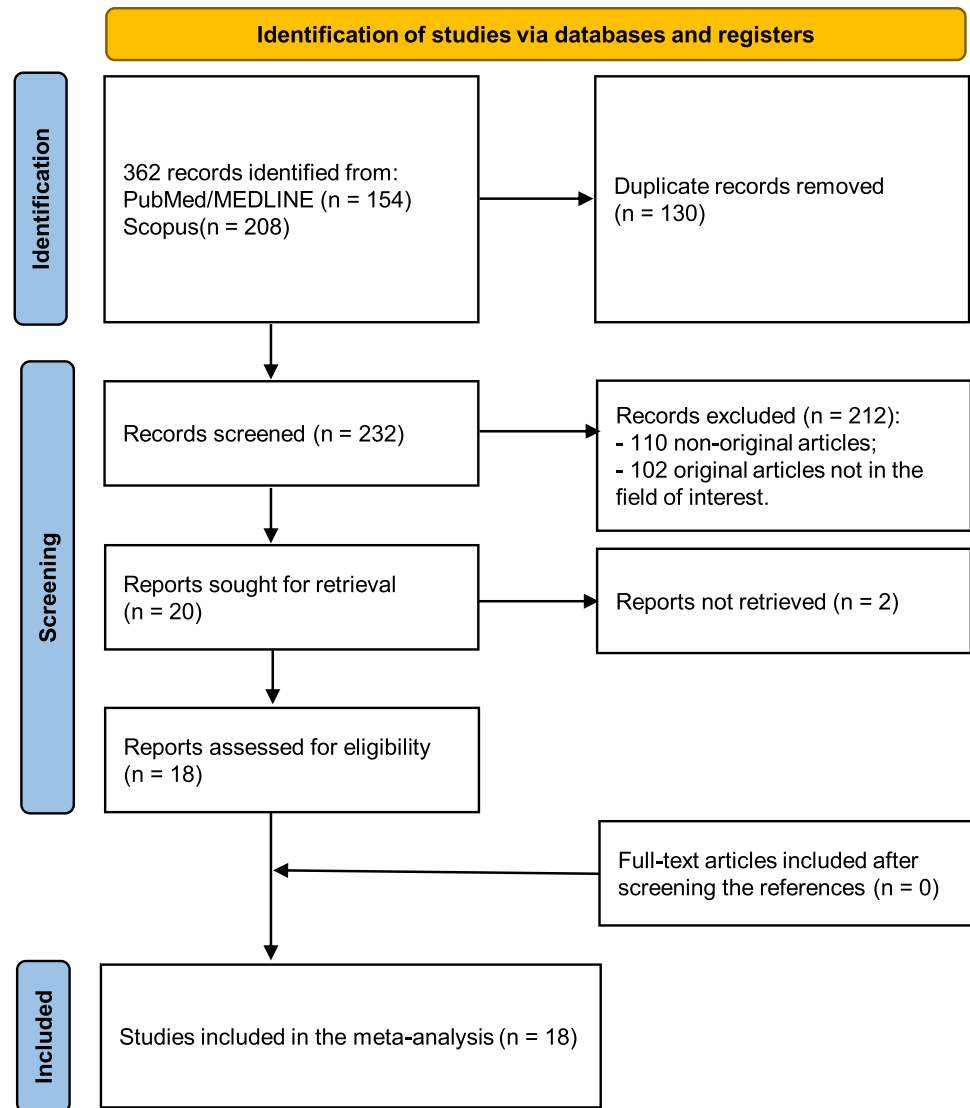 Identification of studies via databases and registers
Identification
362 records identified from:
PubMed/MEDLINE (n = 154)
Scopus(n = 208)
Duplicate records removed
(n = 130)
Screening
Records screened (n = 232)
Records excluded (n = 212):
- 110 non-original articles;
- 102 original articles not in the
field of interest.
Reports sought for retrieval
(n = 20)
Reports not retrieved (n = 2)
Reports assessed for eligibility
(n = 18)
Full-text articles included after
screening the references (n = 0)
Included
Studies included in the meta-analysis (n = 18)